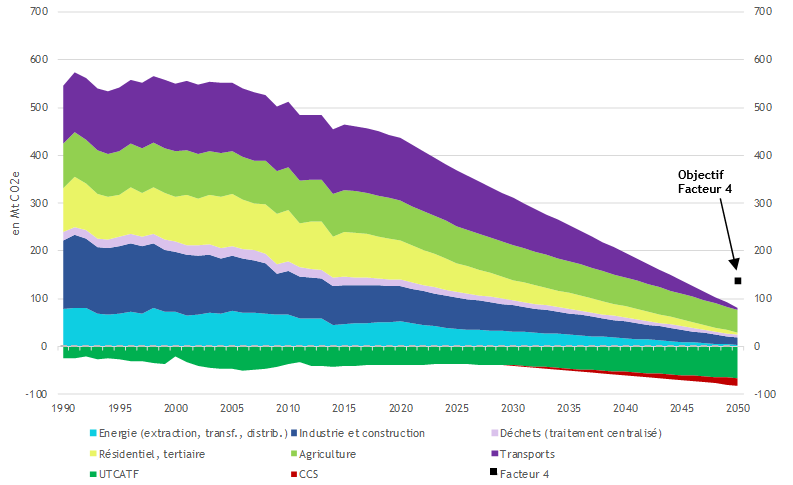 700
600
500
400
300
200
100
0
-100
en MtCO2e
700
600
500
400
300
200
100
0
-100
Objectif
Facteur 4
1990
1995
2000
2005
2010
2015
2020
2025
2030
2035
2040
2045
2050
Energie (extraction, transf., distrib.)
Industrie et construction
Déchets (traitement centralisé)
Résidentiel, tertiaire
Agriculture
Transports
UTCATF
CCS
Facteur 4